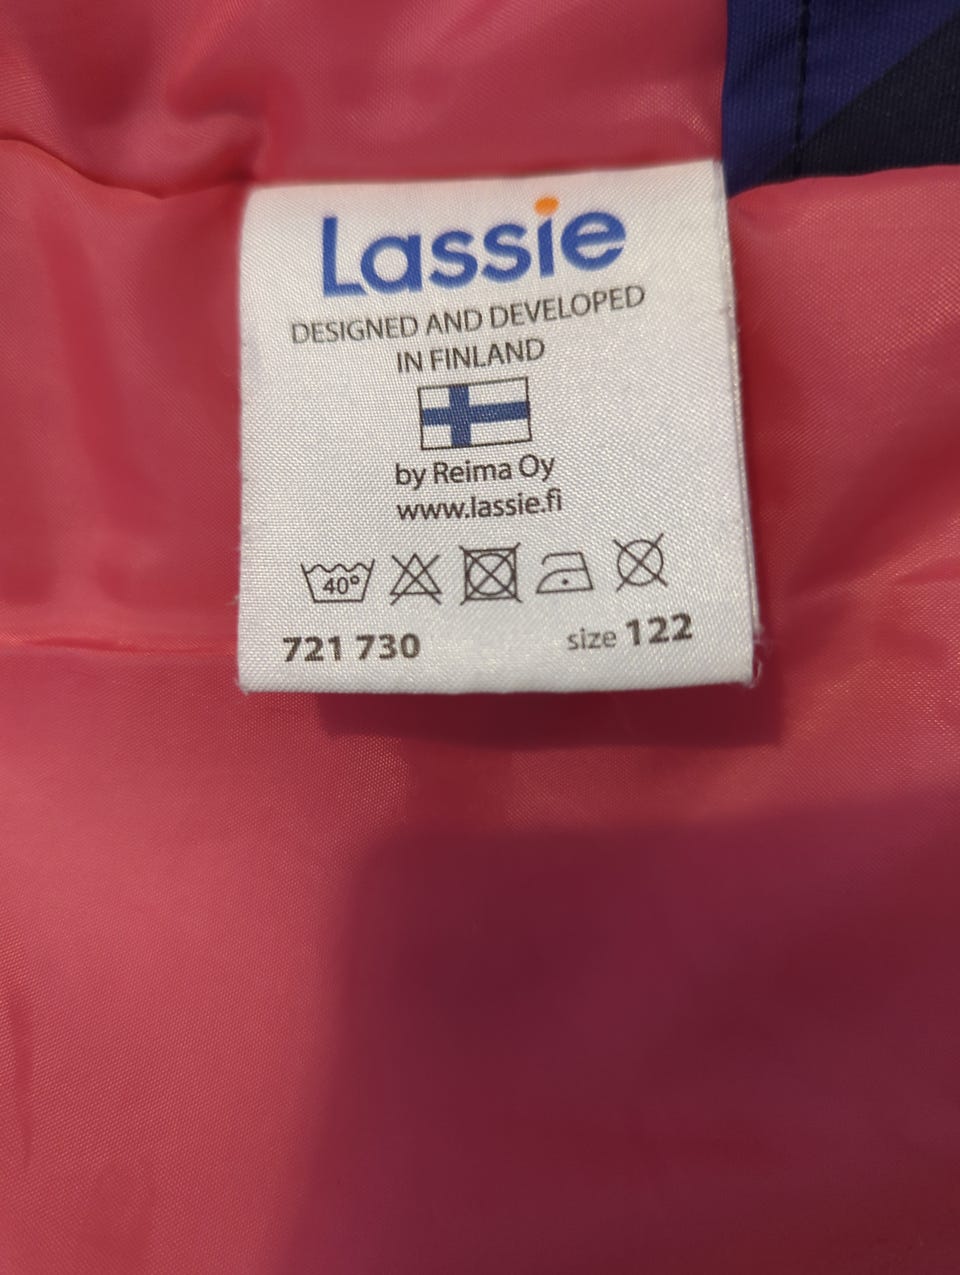 Lassie
DESIGNED AND DEVELOPED
IN FINLAND
by Reima Oy
www.lassie.fi
40°
721 730 size 122